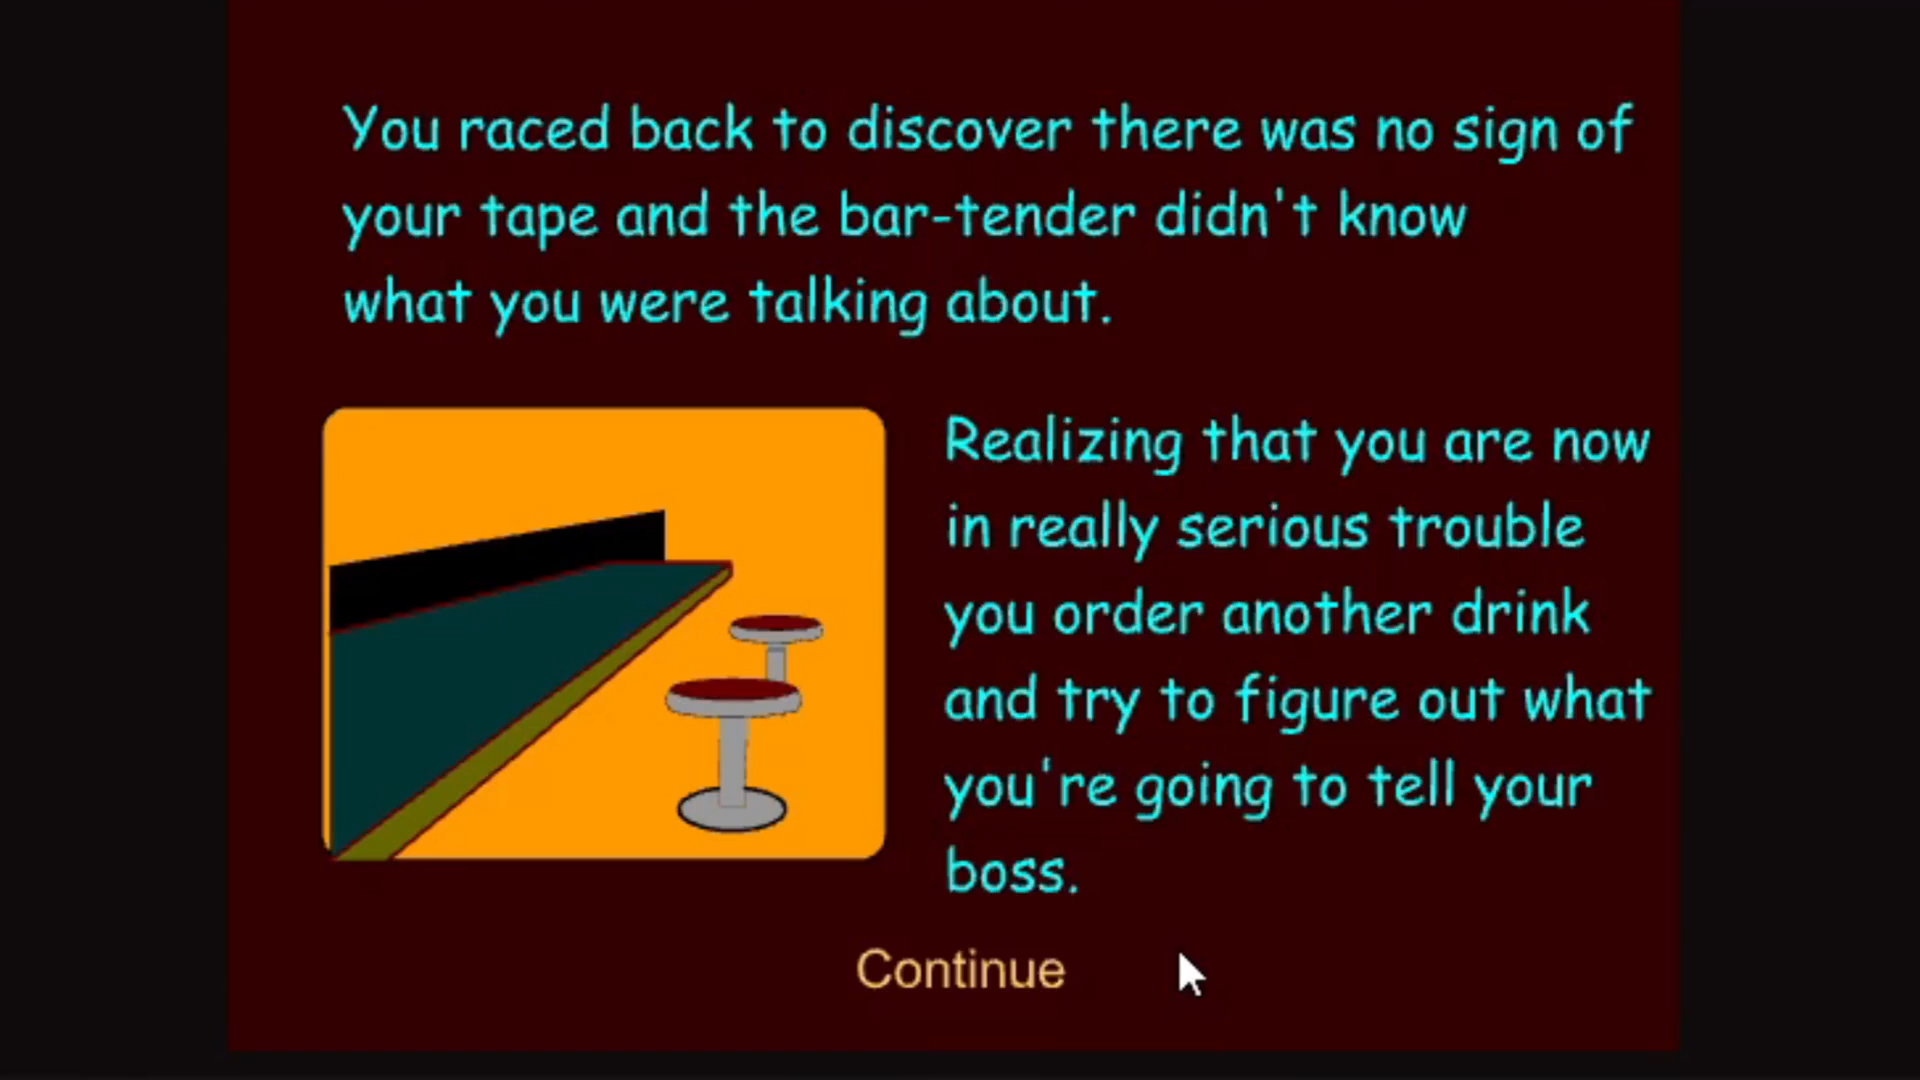 You raced back to discover there was no sign of
your tape and the bar-tender didn't know
what you were talking about.
Realizing that you are now
in really serious trouble
you order another drink
and try to figure out what
you're going to tell your
boss.
Continue